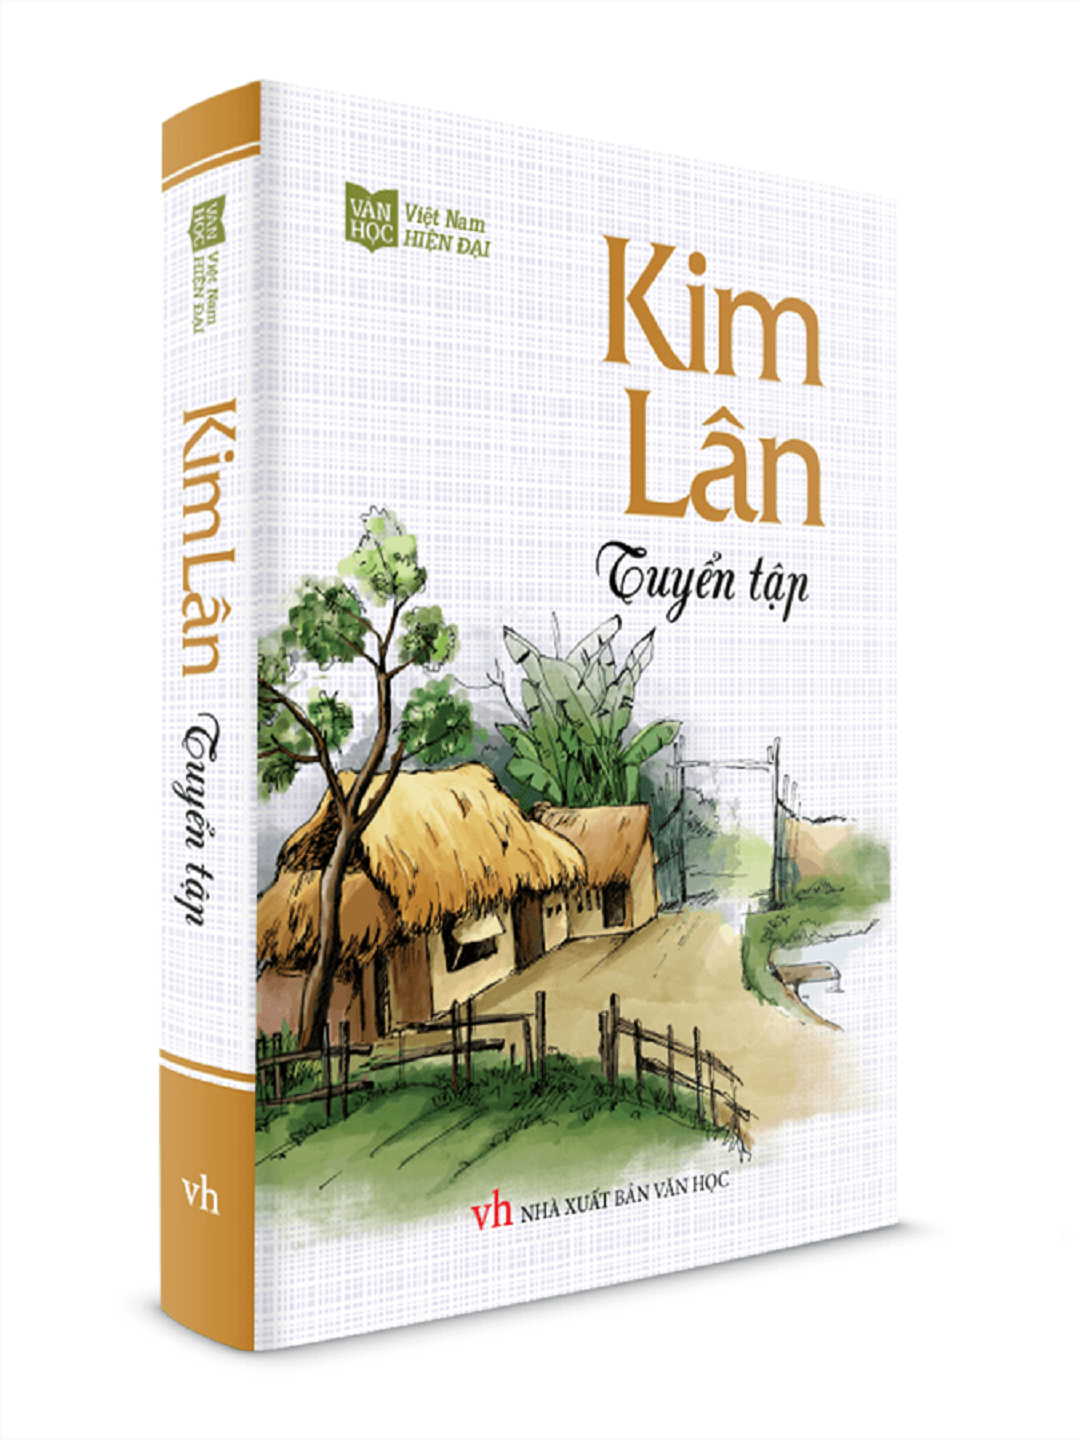 VĂN HỌC
Việt Nam
HIỆN ĐẠI
Kim
Lân
Tuyển tập
vh NHÀ XUẤT BẢN VĂN HỌC
VĂN HỌC
Việt Nam
HIỆN ĐẠI
Kim Lân
Tuyển tập
vh